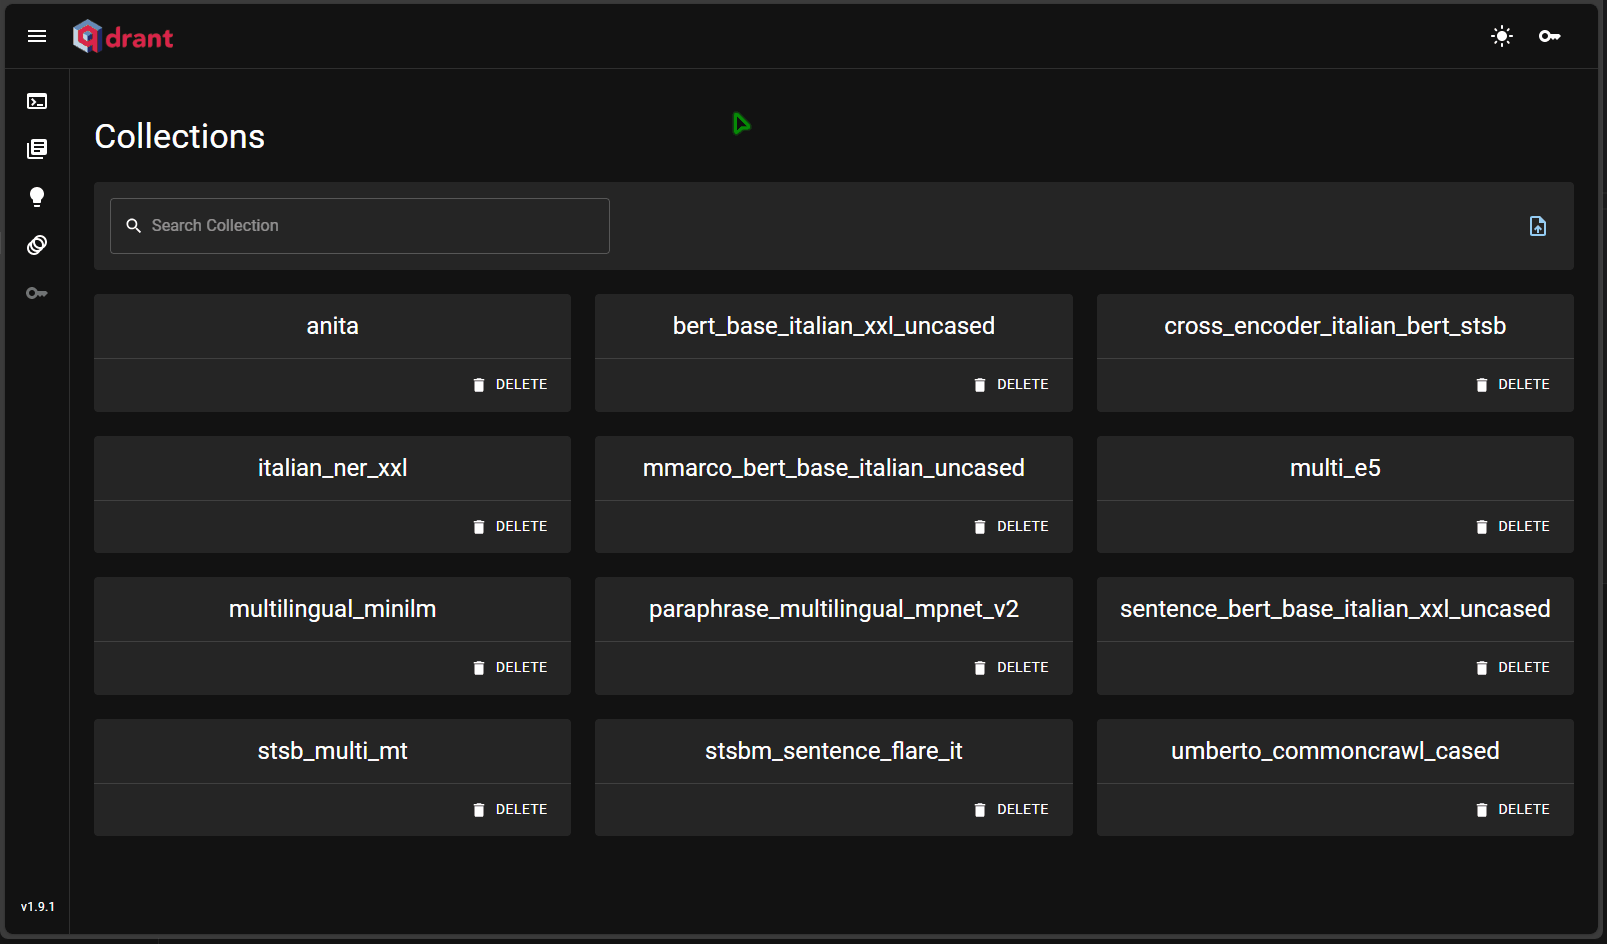 qdrant
Collections
Search Collection
anita
DELETE
bert_base_italian_xxl_uncased
DELETE
cross_encoder_italian_bert_stsb
DELETE
italian_ner_xxl
DELETE
mmarco_bert_base_italian_uncased
DELETE
multi_e5
DELETE
multilingual_minilm
DELETE
paraphrase_multilingual_mpnet_v2
DELETE
sentence_bert_base_italian_xxl_uncased
DELETE
stsb_multi_mt
DELETE
stsbm_sentence_flare_it
DELETE
umberto_commoncrawl_cased
DELETE
v1.9.1